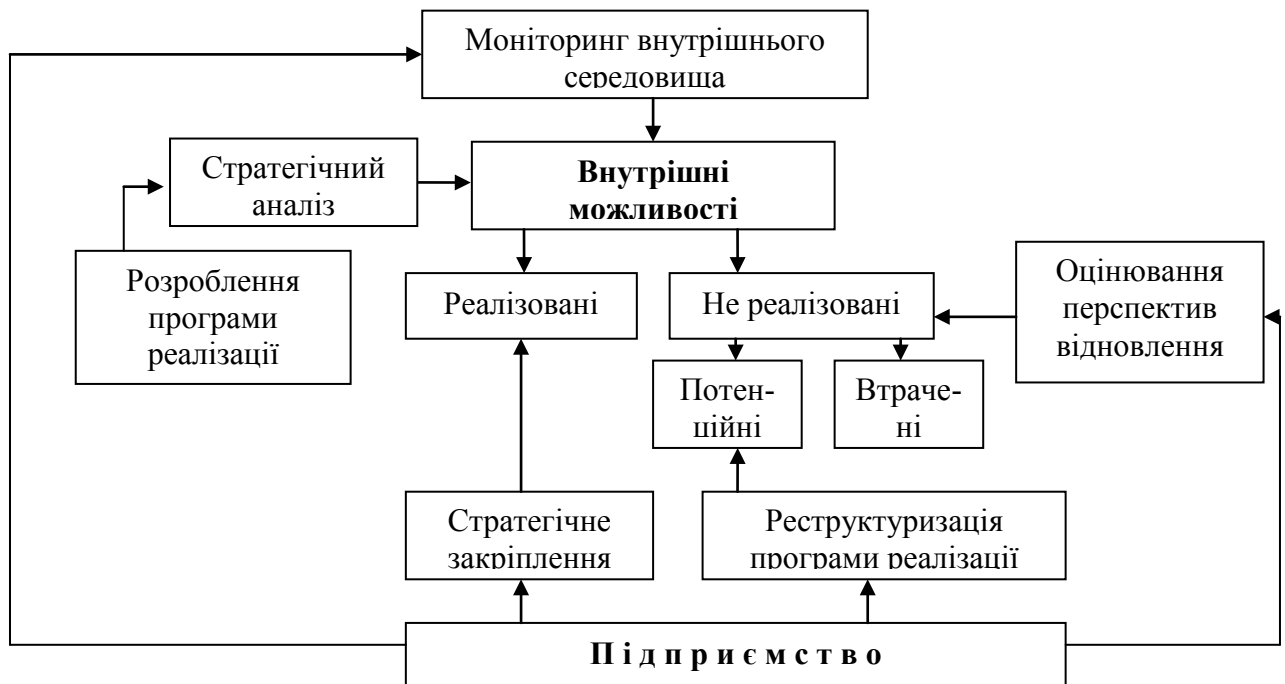 Моніторинг внутрішнього
середовища
Стратегічний
аналіз
Внутрішні
можливості
Розроблення
програми
реалізації
Реалізовані
Не реалізовані
Оцінювання
перспектив
відновлення
Потен-
ційні
Втраче-
ні
Стратегічне
закріплення
Реструктуризація
програми реалізації
П і д п р и є м с т в о